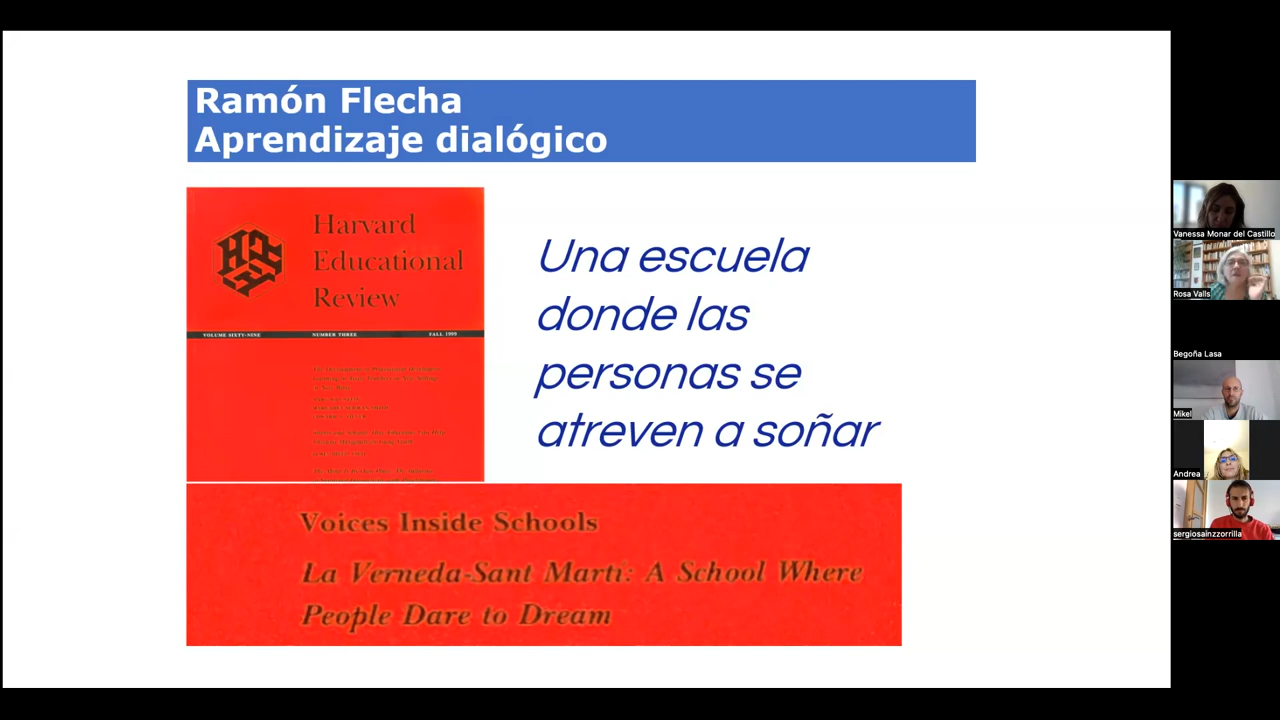 Ramón Flecha
Aprendizaje dialógico
Harvard
Educational
Review
VOLUME SIXTY-NINE NUMBER THREE FALL 1999
Una escuela
donde las
personas se
atreven a soñar
Voices Inside Schools
La Verneda-Sant Martí: A School Where
People Dare to Dream
Vanessa Monar del Castillo
Rosa Valls
Begoña Lasa
Mikel
Andrea
sergiosainzzorrilla